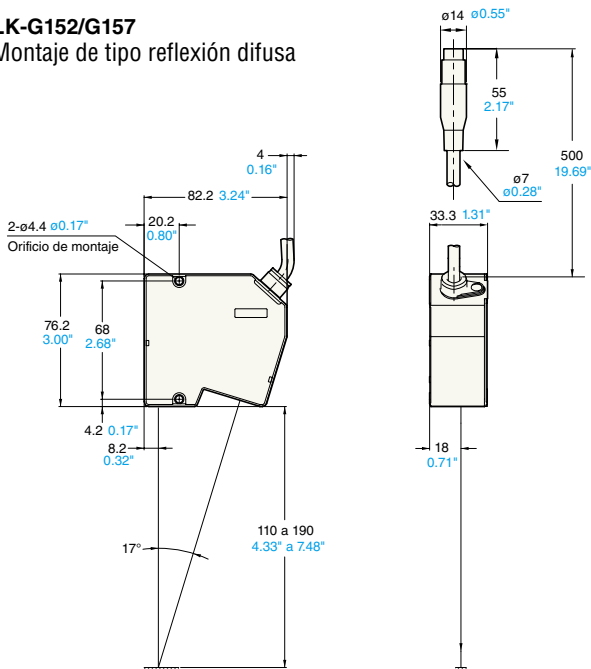 LK-G152/G157
Montaje de tipo reflexión difusa
ø14 ø0.55"
55
2.17"
500
19.69"
ø7
ø0.28"
4
0.16"
82.2 3.24"
2-ø4.4 ø0.17"
Orificio de montaje
20.2
0.80"
33.3 1.31"
76.2
3.00"
68
2.68"
4.2 0.17"
8.2
0.32"
18
0.71"
17°
110 a 190
4.33" a 7.48"